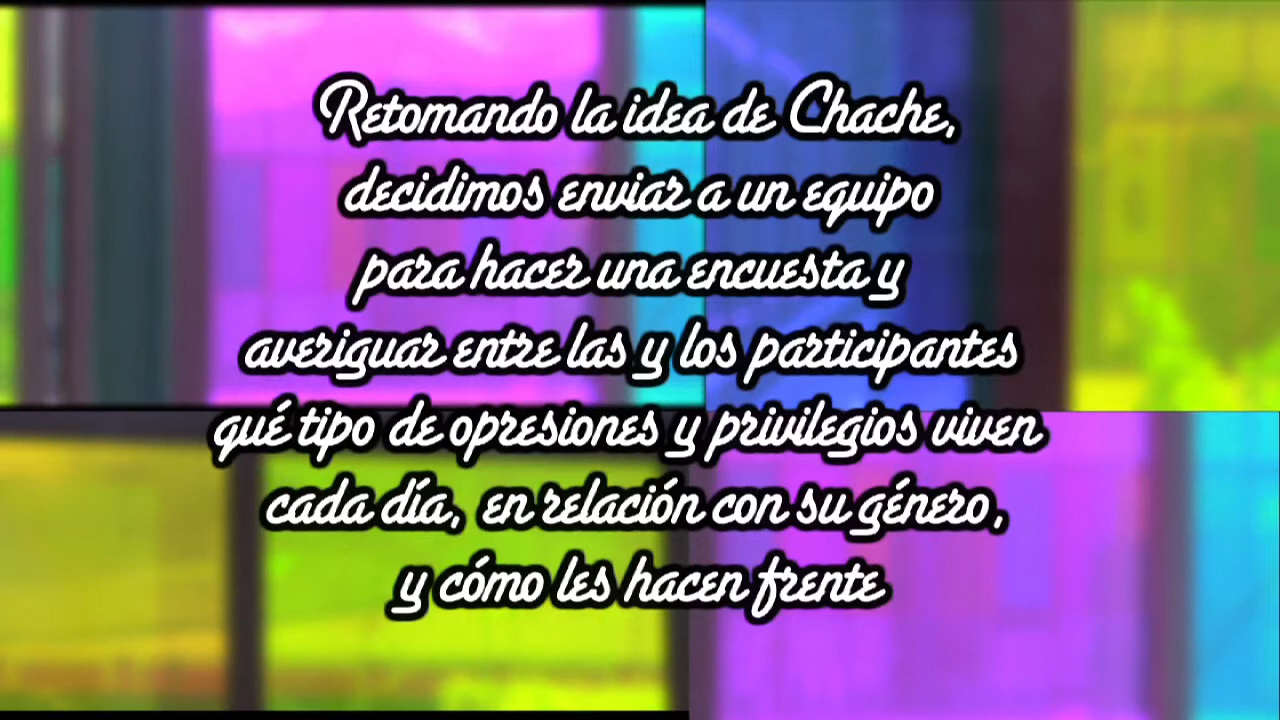 Retomando la idea de Chache,
decidimos enviar a un equipo
para hacer una encuesta y
averiguar entre las y los participantes
qué tipo de opresiones y privilegios viven
cada día, en relación con su género,
y cómo les hacen frente